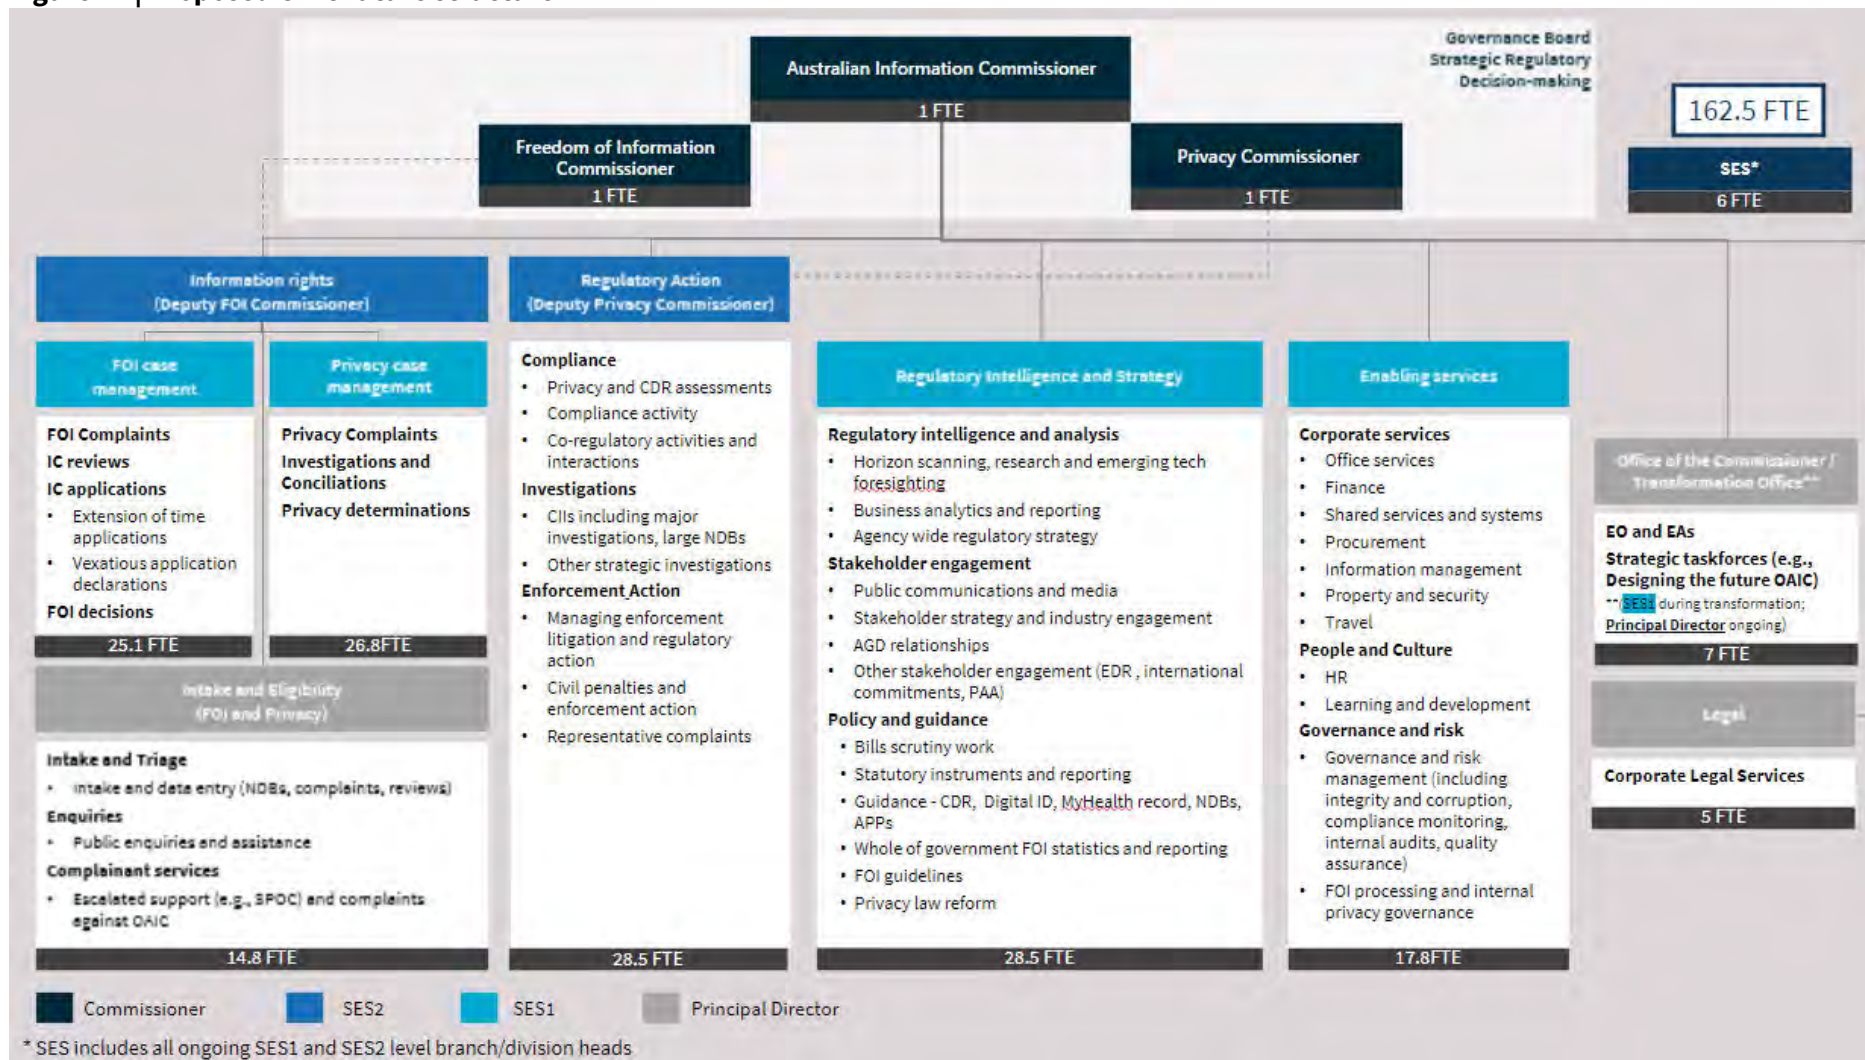 Australian Information Commissioner
1 FTE
Governance Board
Strategic Regulatory
Decision-making
162.5 FTE
Freedom of Information
Commissioner
1 FTE
Privacy Commissioner
1 FTE
SES*
6 FTE
Information rights
(Deputy FOI Commissioner)
Regulatory Action
(Deputy Privacy Commissioner)
FOI case
management
FOI Complaints
IC reviews
IC applications
• Extension of time
applications
• Vexatious application
declarations
FOI decisions
25.1 FTE
Privacy case
management
Privacy Complaints
Investigations and
Conciliations
Privacy determinations
26.8FTE
Intake and Eligibility
(FOI and Privacy)
Intake and Triage
• Intake and data entry (NDBs, complaints, reviews)
Enquiries
• Public enquiries and assistance
Complainant services
• Escalated support (e.g., SPOC) and complaints
against OAIC
14.8 FTE
Compliance
• Privacy and CDR assessments
• Compliance activity
• Co-regulatory activities and
interactions
Investigations
• CIIs including major
investigations, large NDBs
• Other strategic investigations
Enforcement Action
• Managing enforcement
litigation and regulatory
action
• Civil penalties and
enforcement action
• Representative complaints
28.5 FTE
Regulatory Intelligence and Strategy
Regulatory intelligence and analysis
• Horizon scanning, research and emerging tech
foresighting
• Business analytics and reporting
• Agency wide regulatory strategy
Stakeholder engagement
• Public communications and media
• Stakeholder strategy and industry engagement
• AGD relationships
• Other stakeholder engagement (EDR , international
commitments, PAA)
Policy and guidance
• Bills scrutiny work
• Statutory instruments and reporting
• Guidance - CDR, Digital ID, MyHealth record, NDBs,
APPs
• Whole of government FOI statistics and reporting
• FOI guidelines
• Privacy law reform
28.5 FTE
Enabling services
Corporate services
• Office services
• Finance
• Shared services and systems
• Procurement
• Information management
• Property and security
• Travel
People and Culture
• HR
• Learning and development
Governance and risk
• Governance and risk
management (including
integrity and corruption,
compliance monitoring,
internal audits, quality
assurance)
• FOI processing and internal
privacy governance
17.8FTE
Office of the Commissioner /
Transformation Office**
EO and EAs
Strategic taskforces (e.g.,
Designing the future OAIC)
**(SES1 during transformation;
Principal Director ongoing)
7 FTE
Legal
Corporate Legal Services
5 FTE
Commissioner
SES2
SES1
Principal Director
* SES includes all ongoing SES1 and SES2 level branch/division heads